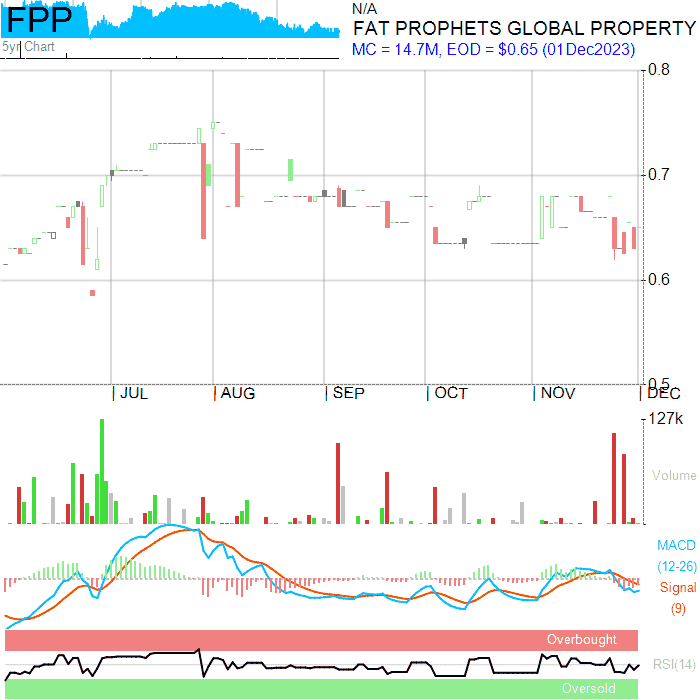 FPP
N/A
FAT PROPHETS GLOBAL PROPERTY
MC = 14.7M, EOD = $0.65 (01Dec2023)
5yr Chart
0.8
0.7
0.6
0.5
JUL AUG SEP OCT NOV DEC
127k
Volume
MACD
(12-26)
Signal
(9)
Overbought
RSI(14)
Oversold